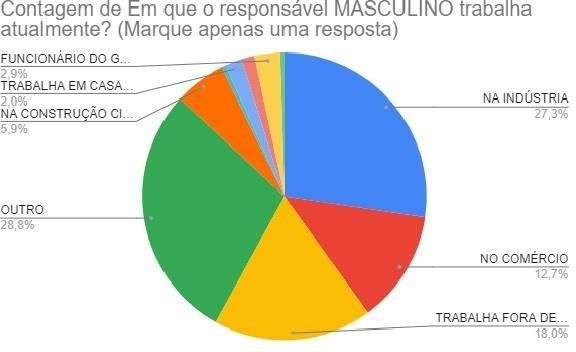 Contagem de Em que o responsável MASCULINO trabalha
atualmente? (Marque apenas uma resposta)
FUNCIONÁRIO DO G...
2,9%
TRABALHA EM CASA...
2,0%
NA CONSTRUÇÃO CI...
5,9%
OUTRO
28,8%
NA INDÚSTRIA
27,3%
NO COMÉRCIO
12,7%
TRABALHA FORA DE...
18,0%